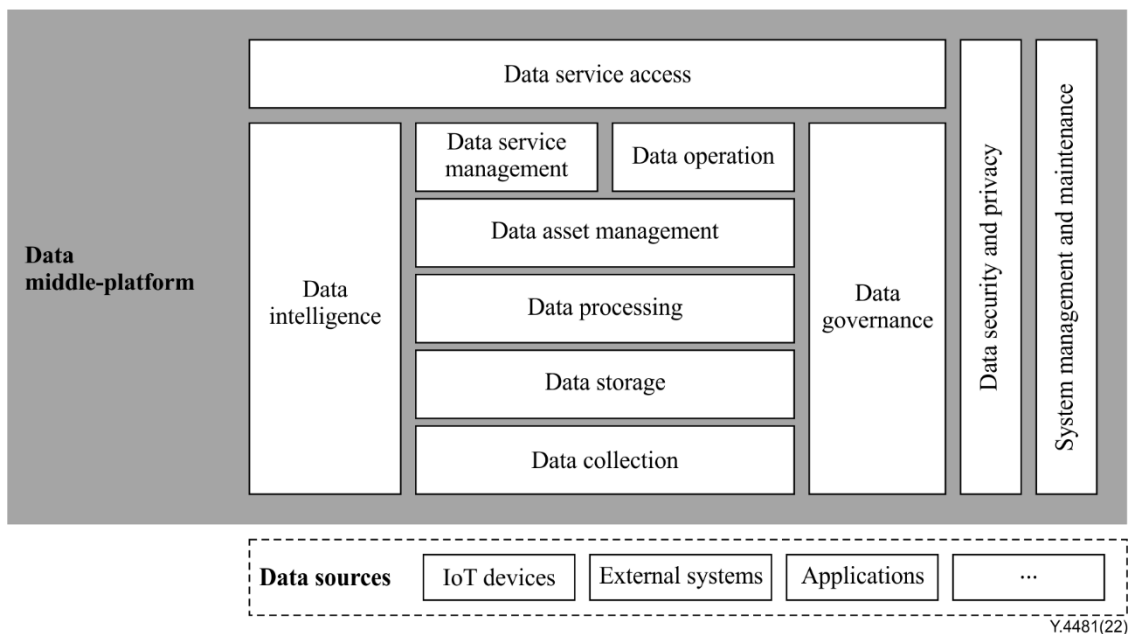 Data service access
Data service
management
Data operation
Data security and privacy
System management and maintenance
Data asset management
Data
middle-platform
Data
intelligence
Data processing
Data
governance
Data storage
Data collection
Data sources
IoT devices
External systems
Applications
...
Y.4481(22)